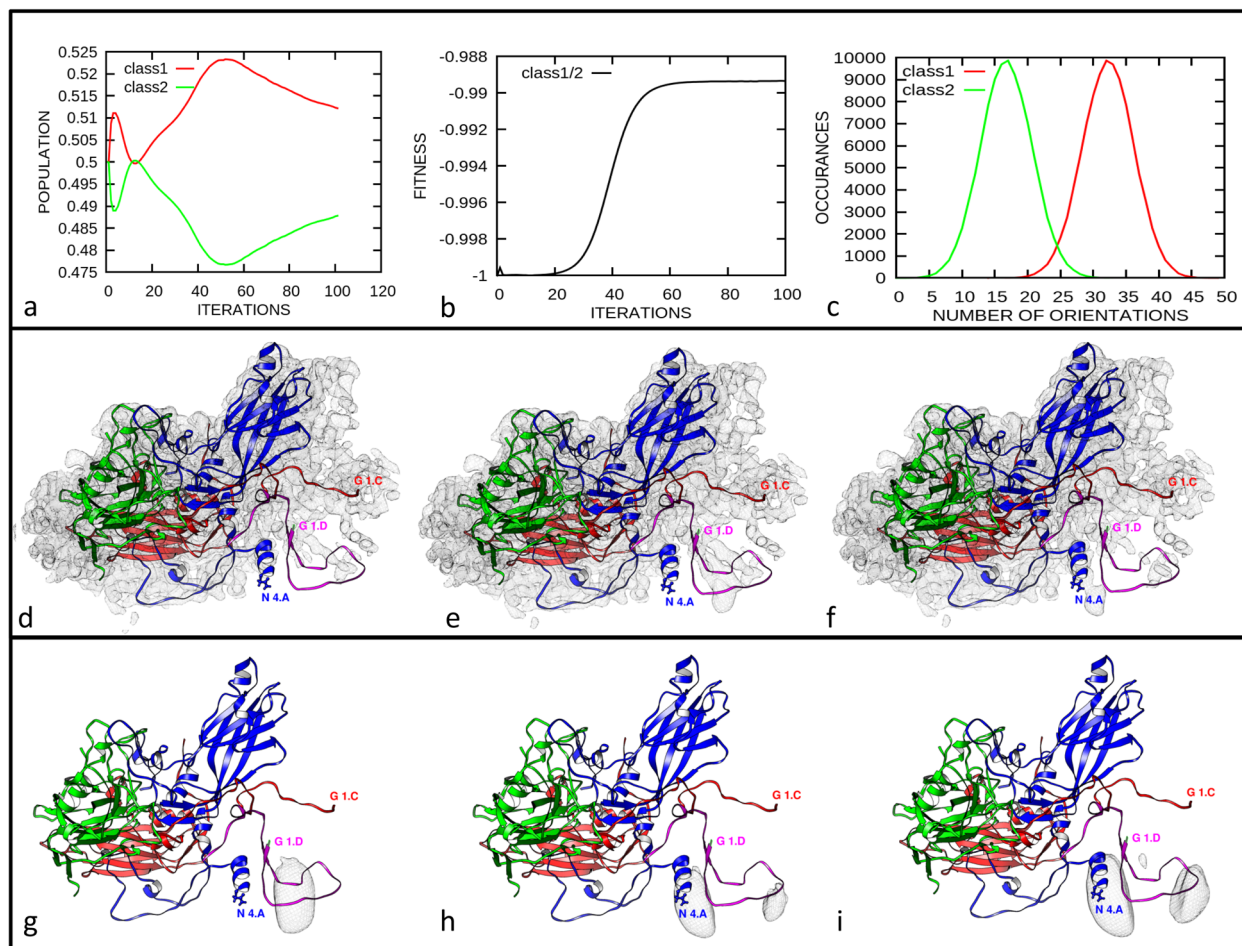 0.525
0.52
0.515
0.51
0.505
0.5
0.495
0.49
0.485
0.48
0.475
POPULATION
class1
class2
0 20 40 60 80 100 120
ITERATIONS
a
-0.988
-0.99
-0.992
-0.994
-0.996
-0.998
-1
FITNESS
class1/2
0 20 40 60 80 100
ITERATIONS
b
10000
9000
8000
7000
6000
5000
4000
3000
2000
1000
0
OCCURANCES
class1
class2
0 5 10 15 20 25 30 35 40 45 50
NUMBER OF ORIENTATIONS
c
G 1.C
G 1.D
N 4.A
d
G 1.C
G 1.D
N 4.A
e
G 1.C
G 1.D
N 4.A
f
G 1.C
G 1.D
N 4.A
g
G 1.C
G 1.D
N 4.A
h
G 1.C
G 1.D
N 4.A
i